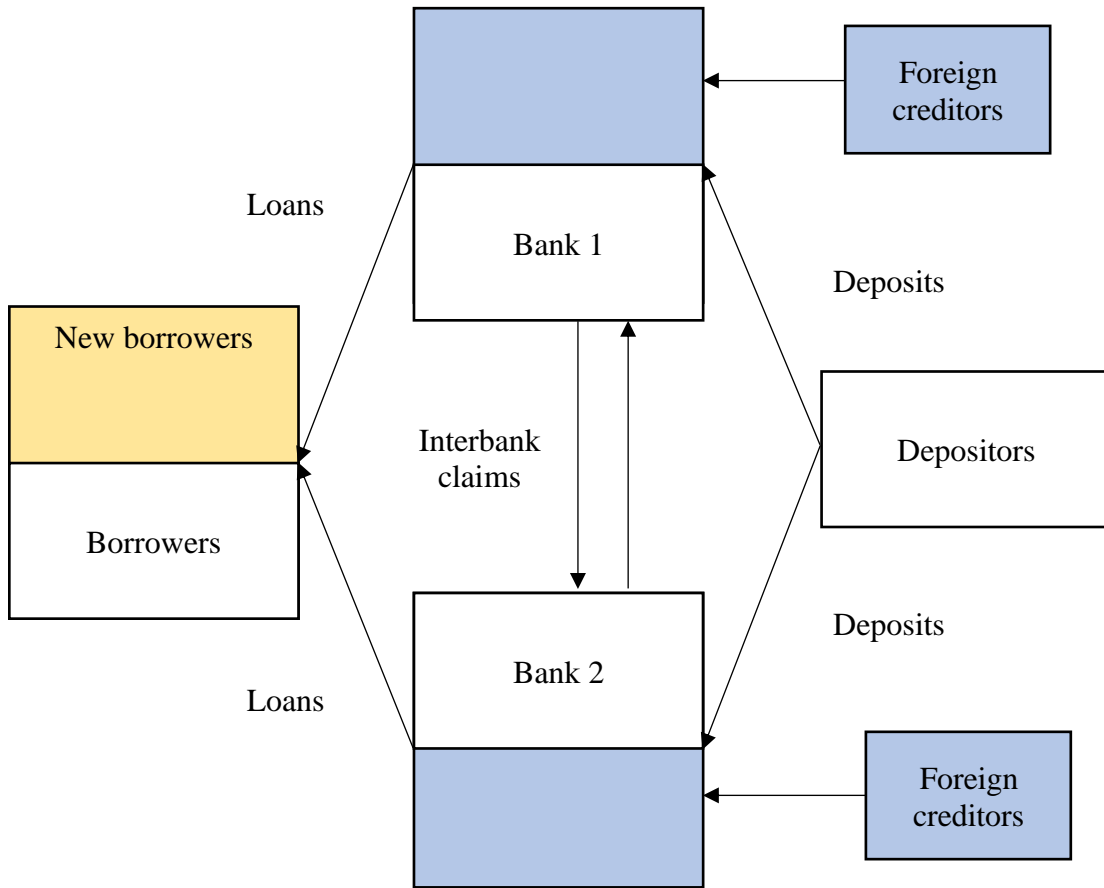 Foreign
creditors
Loans
Bank 1
Deposits
New borrowers
Interbank
claims
Depositors
Borrowers
Deposits
Bank 2
Loans
Foreign
creditors